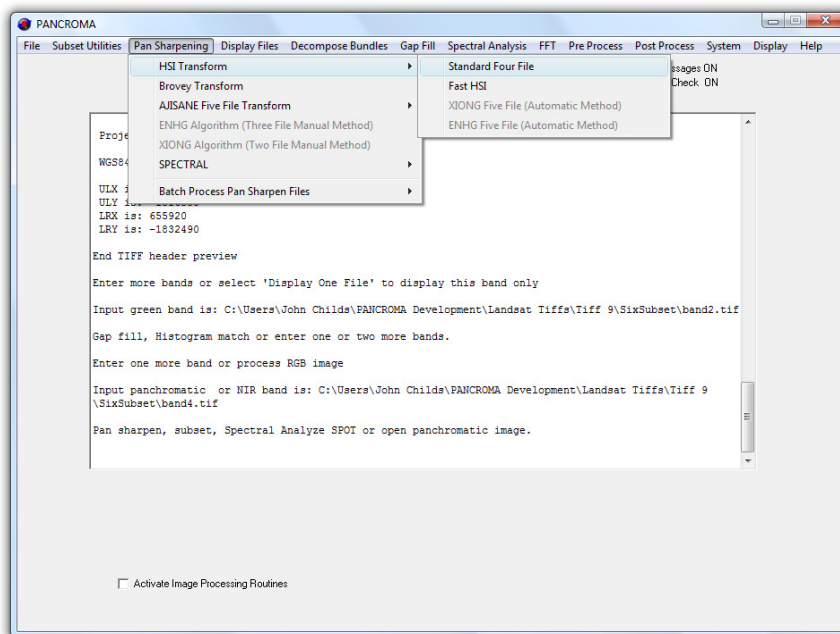 PANCROMA
File Subset Utilities Pan Sharpening Display Files Decompose Bundles Gap Fill Spectral Analysis FFT Pre Process Post Process System Display Help
HSI Transform
Brovey Transform
AJISANE Five File Transform
ENHG Algorithm (Three File Manual Method)
XIONG Algorithm (Two File Manual Method)
SPECTRAL
Batch Process Pan Sharpen Files
Standard Four File
Fast HSI
XIONG Five File (Automatic Method)
ENHG Five File (Automatic Method)
ssages ON
Check ON
Proje
WGS84
ULX i
ULY is:
LRX is: 655920
LRY is: -1832490
End TIFF header preview
Enter more bands or select 'Display One File' to display this band only
Input green band is: C:\Users\John Childs\PANCROMA Development\Landsat Tiffs\Tiff 9\SixSubset\band2.tif
Gap fill, Histogram match or enter one or two more bands.
Enter one more band or process RGB image
Input panchromatic or NIR band is: C:\Users\John Childs\PANCROMA Development\Landsat Tiffs\Tiff 9
\SixSubset\band4.tif
Pan sharpen, subset, Spectral Analyze SPOT or open panchromatic image.
Activate Image Processing Routines